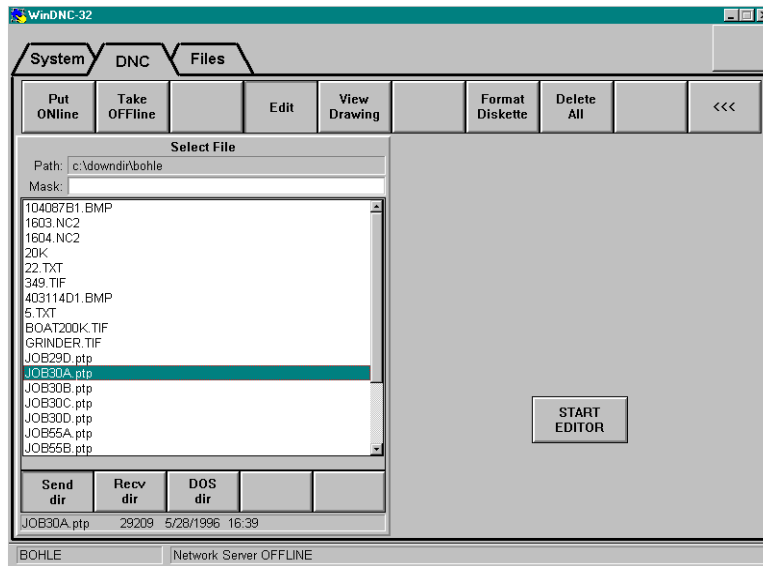 WinDNC-32
System DNC Files
Put ONline Take OFFline Edit View Drawing Format Diskette Delete All <<<
Select File
Path: c:\downdir\bohle
Mask:
104087B1.BMP
1603.NC2
1604.NC2
20K
22.TXT
349.TIF
403114D1.BMP
5.TXT
BOAT200K.TIF
GRINDER.TIF
JOB29D.ptp
JOB30A.ptp
JOB30B.ptp
JOB30C.ptp
JOB30D.ptp
JOB55A.ptp
JOB55B.ptp
START
EDITOR
Send dir Recv dir DOS dir
JOB30A.ptp 29209 5/28/1996 16:39
BOHLE Network Server OFFLINE